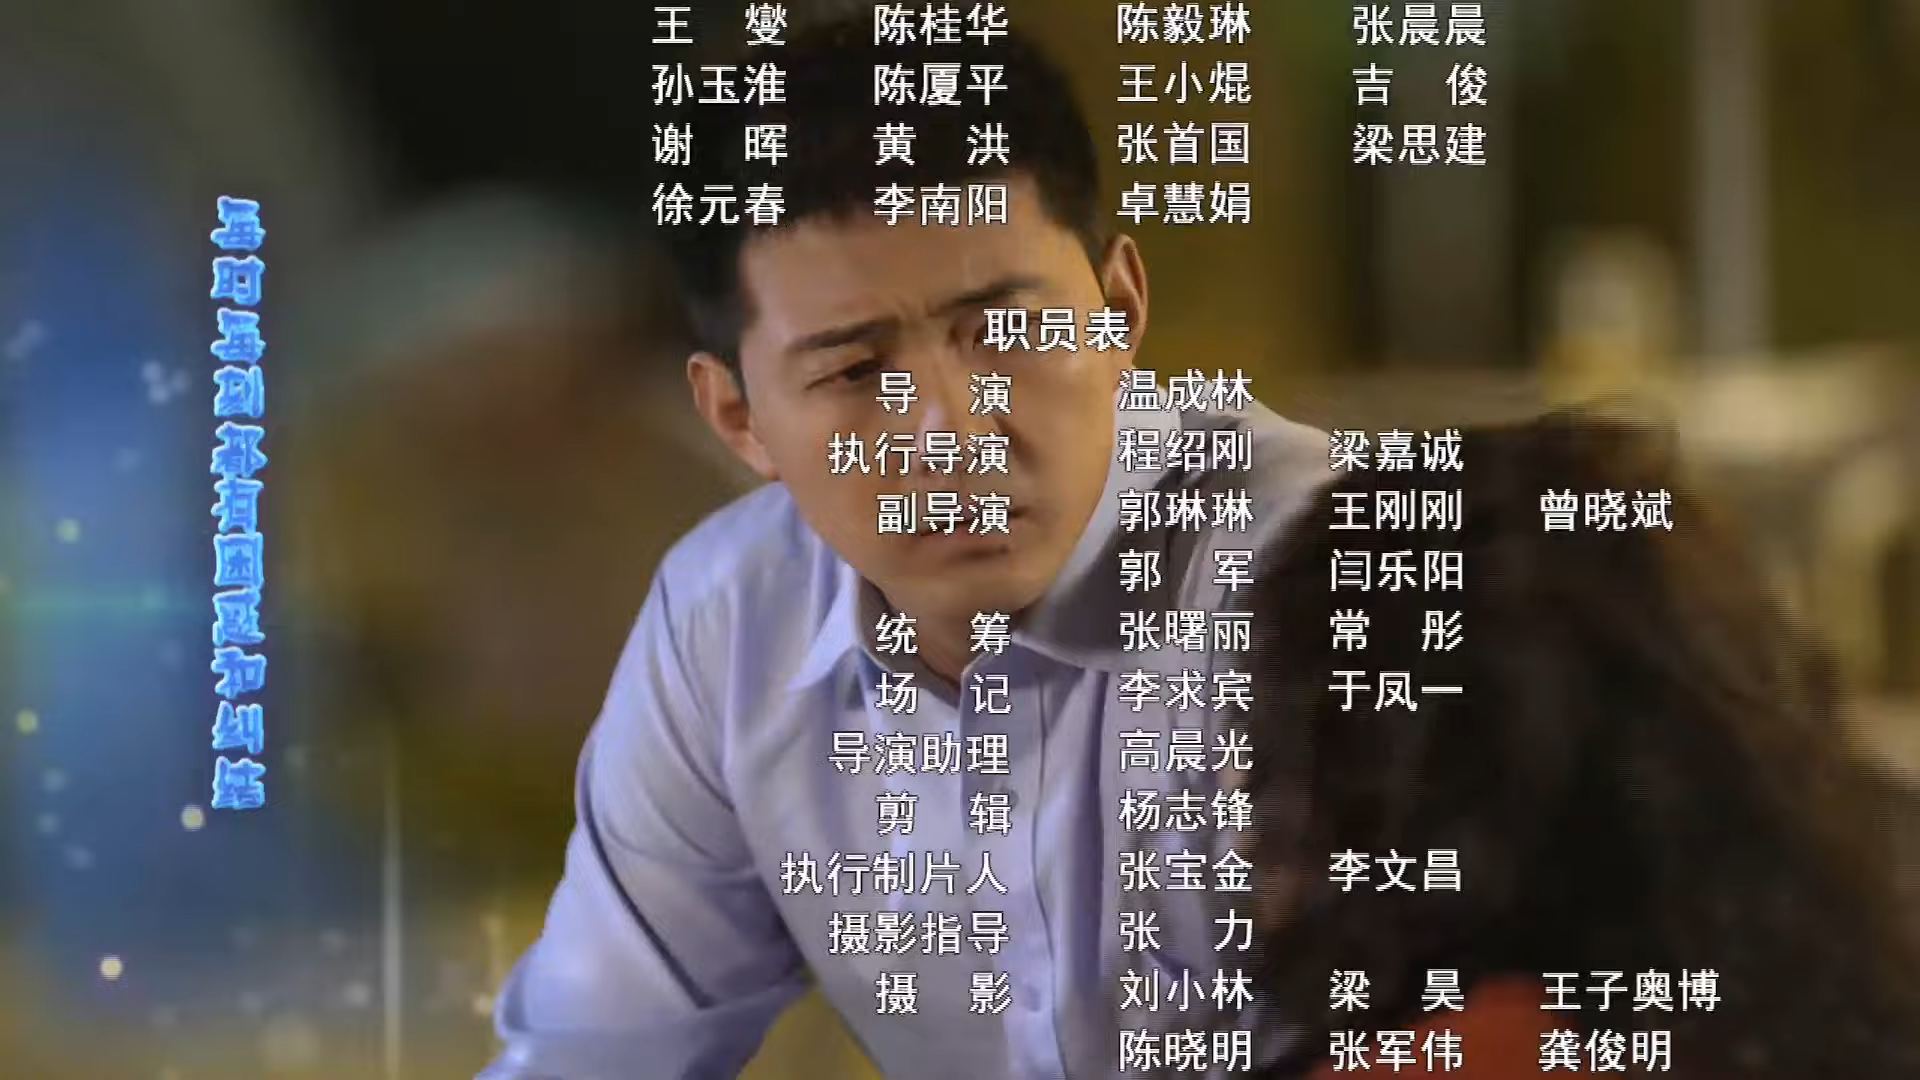 王　燮　陈桂华　陈毅琳　张晨晨
孙玉淮　陈厦平　王小焜　吉　俊
谢　晖　黄　洪　张首国　梁思建
徐元春　李南阳　卓慧娟
职员表
导　演　温成林
执行导演　程绍刚　梁嘉诚
副导演　郭琳琳　王刚刚　曾晓斌
郭　军　闫乐阳
统　筹　张曙丽　常　彤
场　记　李求宾　于凤一
导演助理　高晨光
剪　辑　杨志锋
执行制片人　张宝金　李文昌
摄影指导　张　力
摄　影　刘小林　梁　昊　王子奥博
陈晓明　张军伟　龚俊明
每时每刻都有困惑和纠结